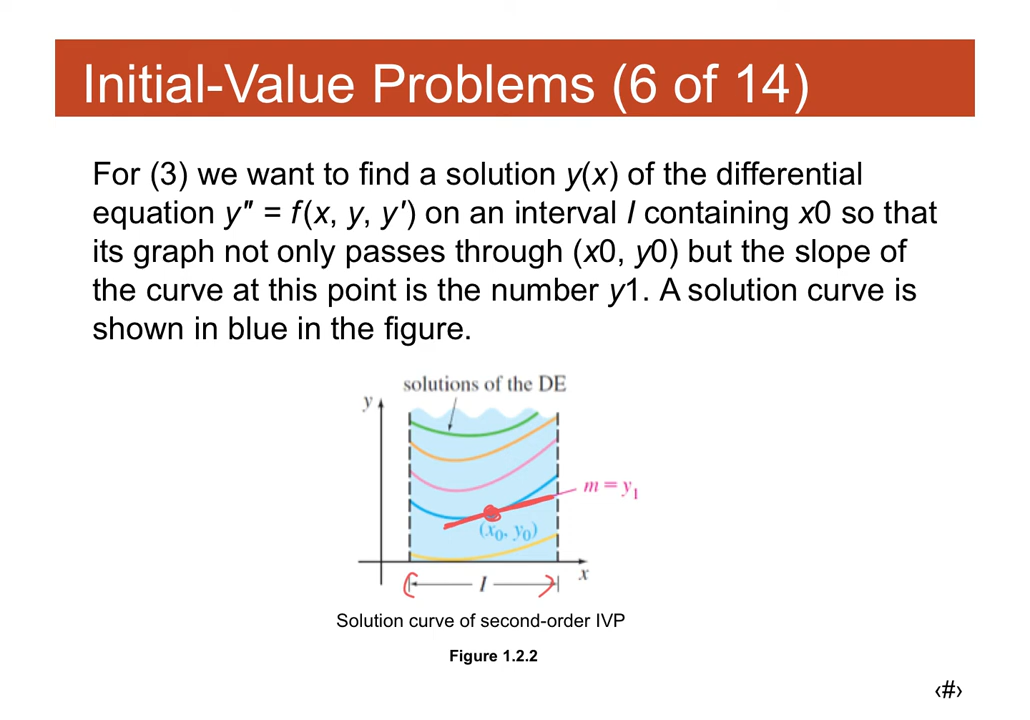 Initial-Value Problems (6 of 14)
For (3) we want to find a solution y(x) of the differential
equation y″ = f(x, y, y′) on an interval I containing x0 so that
its graph not only passes through (x0, y0) but the slope of
the curve at this point is the number y1. A solution curve is
shown in blue in the figure.
solutions of the DE
y
m = y₁
(x₀, y₀)
I
x
Solution curve of second-order IVP
Figure 1.2.2
‹#›